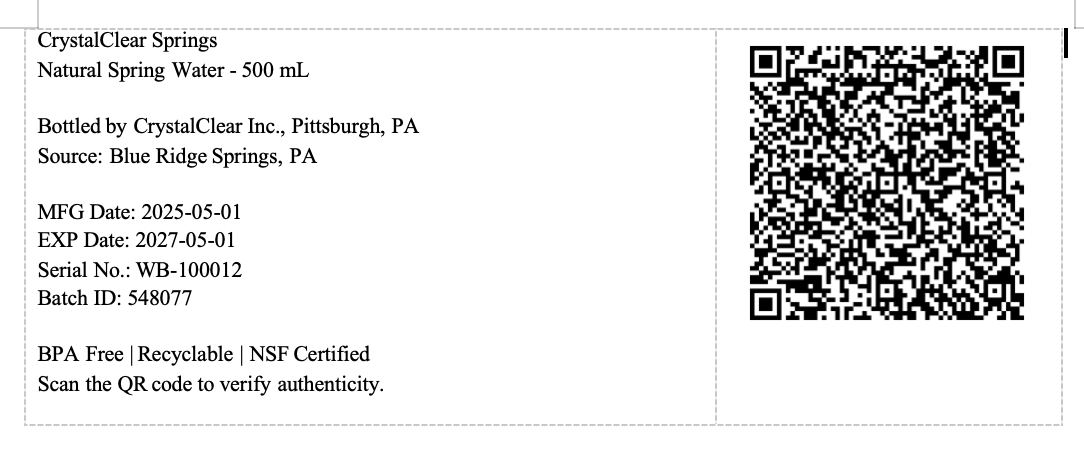 CrystalClear Springs
Natural Spring Water - 500 mL
Bottled by CrystalClear Inc., Pittsburgh, PA
Source: Blue Ridge Springs, PA
MFG Date: 2025-05-01
EXP Date: 2027-05-01
Serial No.: WB-100012
Batch ID: 548077
BPA Free | Recyclable | NSF Certified
Scan the QR code to verify authenticity.